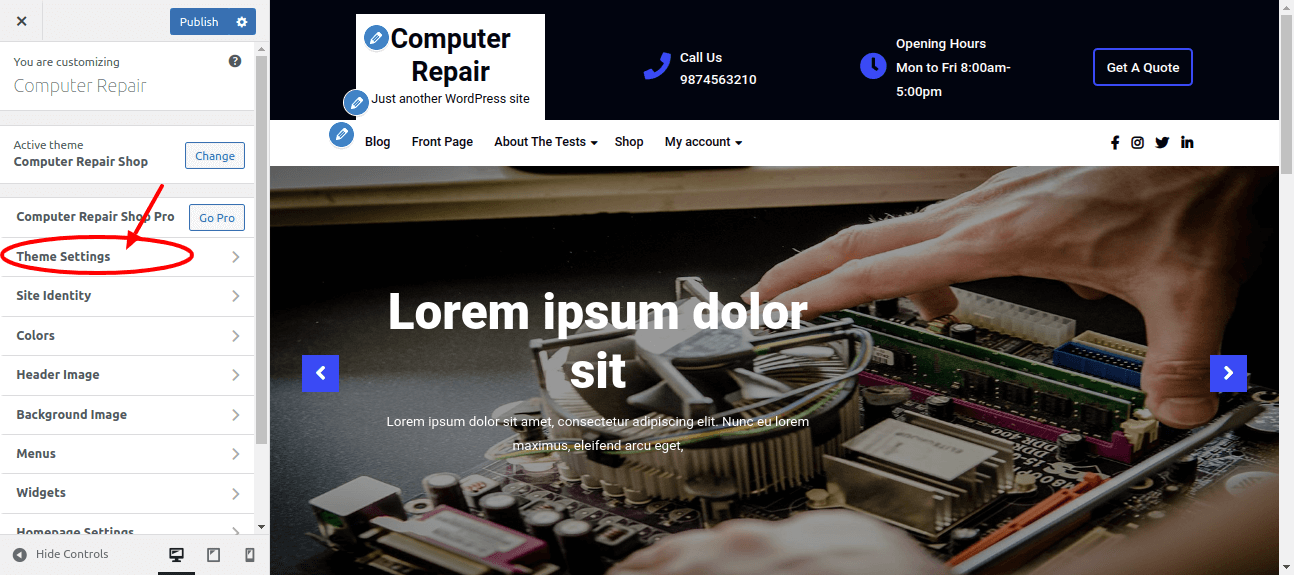 Publish
You are customizing
Computer Repair
Active theme
Computer Repair Shop
Change
Computer Repair Shop Pro
Go Pro
Theme Settings
Site Identity
Colors
Header Image
Background Image
Menus
Widgets
Homepage Settings
Hide Controls
Computer
Repair
Just another WordPress site
Call Us
9874563210
Opening Hours
Mon to Fri 8:00am-
5:00pm
Get A Quote
Blog
Front Page
About The Tests
Shop
My account
Lorem ipsum dolor
sit
Lorem ipsum dolor sit amet, consectetur adipiscing elit. Nunc eu lorem
maximus, eleifend arcu eget,
DDR400